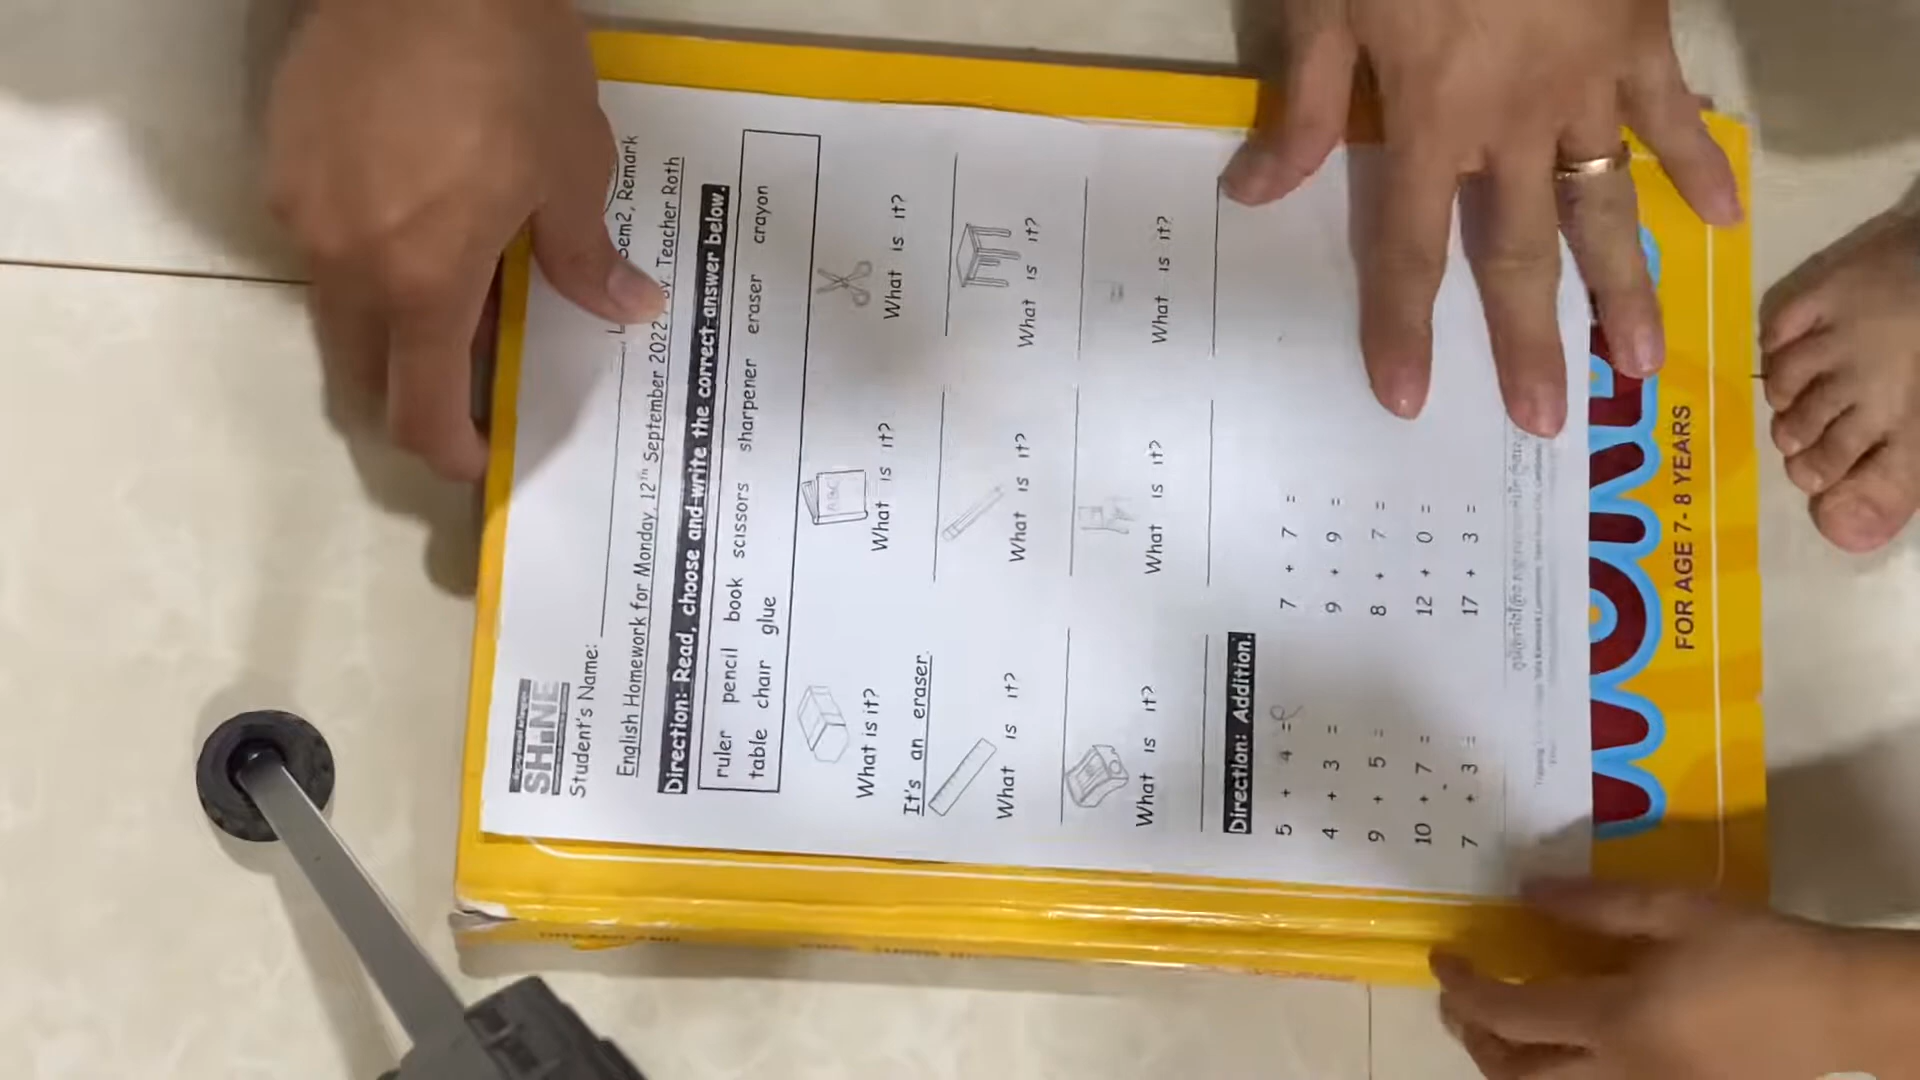 SHINE
Student's Name:
em2, Remark
English Homework for Monday, 12th September 2022 by: Teacher Roth
Direction: Read, choose and write the correct answer below.
ruler pencil book scissors sharpener eraser crayon
table chair glue
ABC
What is it? What is it? What is it?
It's an eraser.
What is it? What is it? What is it?
What is it? What is it? What is it?
Direction: Addition.
5 + 4 = 7 + 7 =
4 + 3 = 9 + 9 =
9 + 5 = 8 + 7 =
10 + 7 = 12 + 0 =
7 + 3 = 17 + 3 =
FOR AGE 7- 8 YEARS